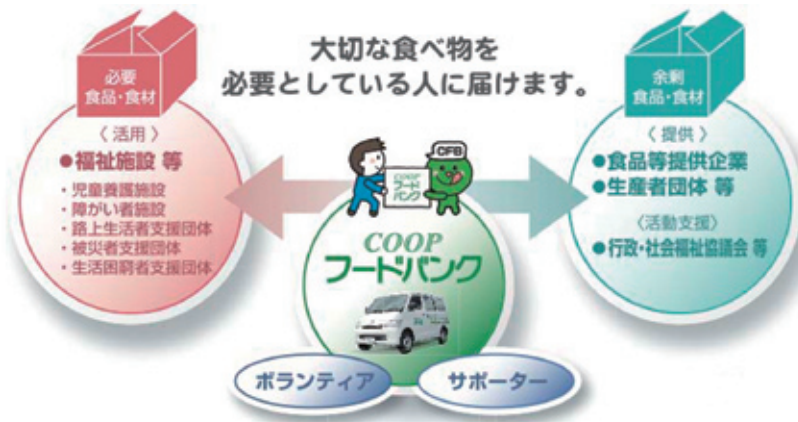 大切な食べ物を
必要としている人に届けます。
必要
食品・食材
〈 活用 〉
●福祉施設 等
・児童養護施設
・障がい者施設
・路上生活者支援団体
・被災者支援団体
・生活困窮者支援団体
CFB
COOP
フード
バンク
COOP
フードバンク
ボランティア
サポーター
余剰
食品・食材
〈 提供 〉
●食品等提供企業
●生産者団体 等
〈活動支援〉
●行政・社会福祉協議会 等